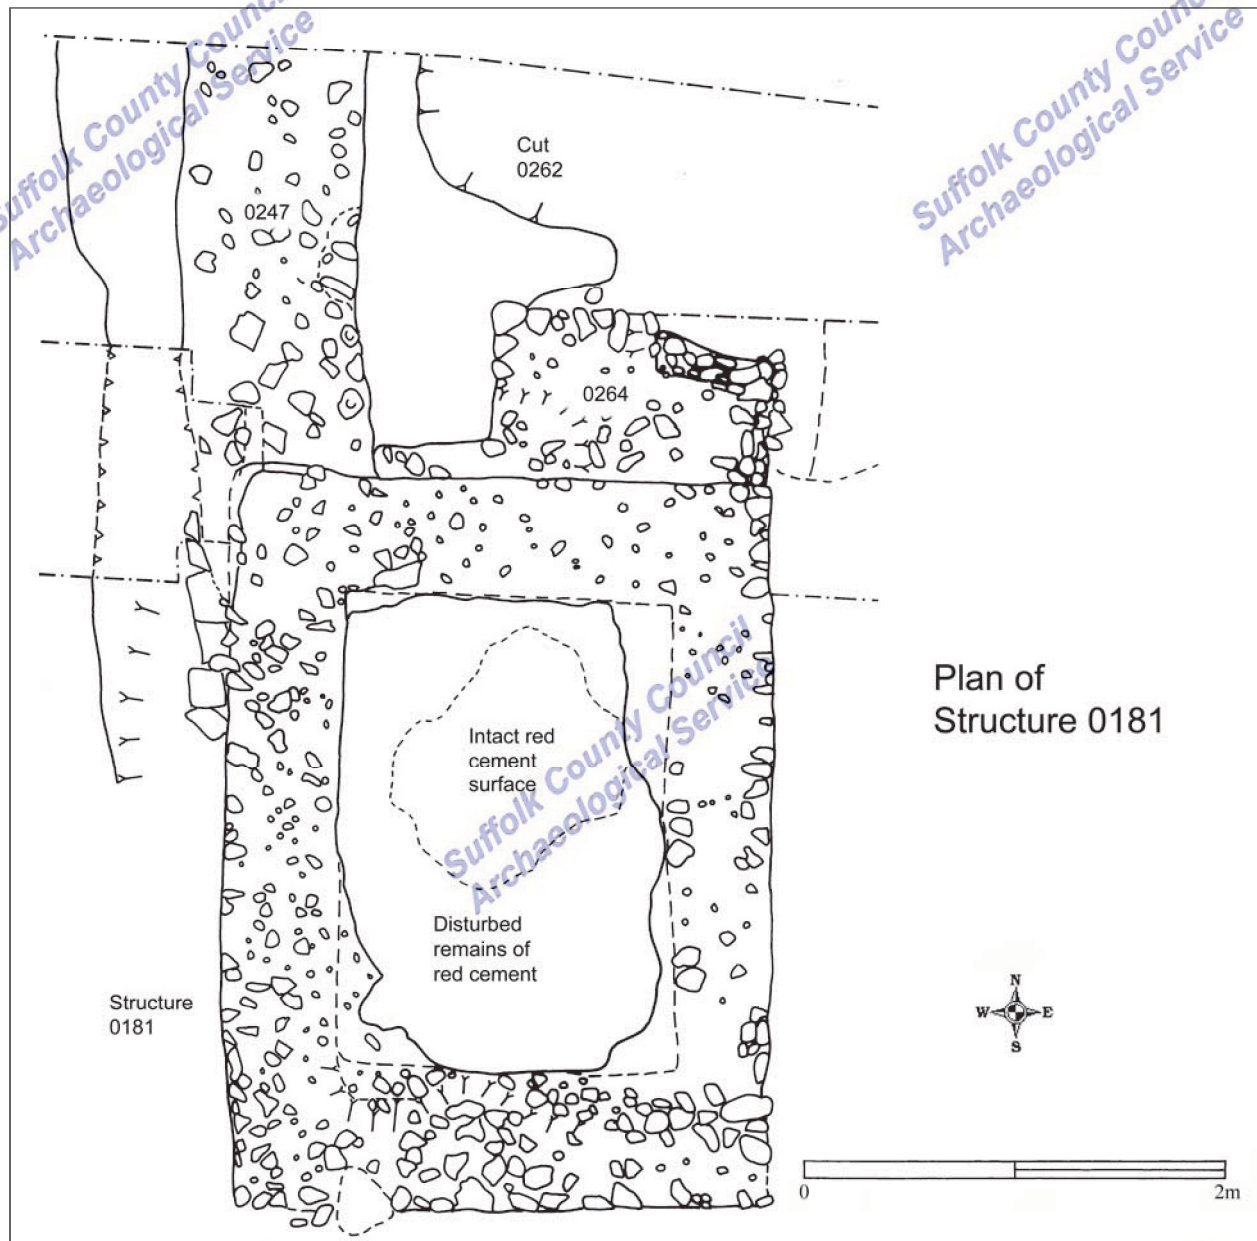 Suffolk County Council
Archaeological Service
Suffolk County Council
Archaeological Service
Cut
0262
0247
0264
Plan of
Structure 0181
Intact red
cement
surface
Suffolk County Council
Archaeological Service
Disturbed
remains of
red cement
Structure
0181
N
W E
S
0 2m